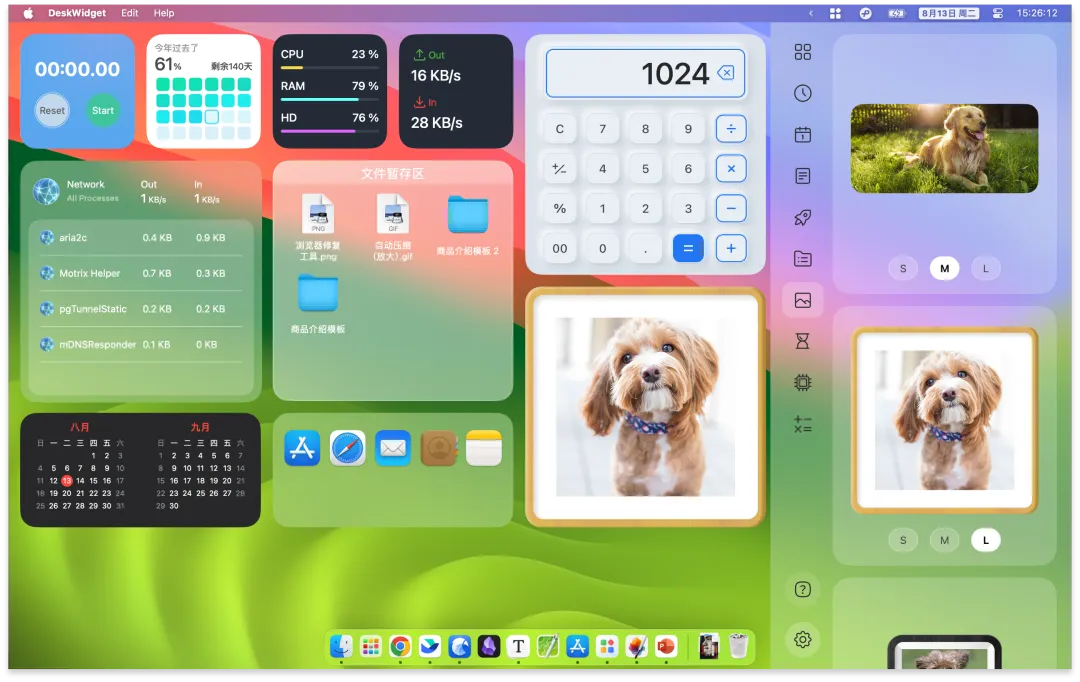 DeskWidget Edit Help
8月13日 周二 15:26:12
00:00.00
Reset Start
今年过去了
61% 剩余140天
CPU 23 %
RAM 79 %
HD 76 %
Out
16 KB/s
In
28 KB/s
1024
C 7 8 9 ÷
+/- 4 5 6 ×
% 1 2 3 −
00 0 . = +
Network Out In
All Processes 1 KB/s 1 KB/s
aria2c 0.4 KB 0.9 KB
Motrix Helper 0.7 KB 0.3 KB
pgTunnelStatic 0.2 KB 0.2 KB
mDNSResponder 0.1 KB 0 KB
文件暂存区
PNG GIF
浏览器修复
工具.png
自动压缩
(放大).gif
商品介绍模板 2
商品介绍模板
八月 九月
日 一 二 三 四 五 六 日 一 二 三 四 五 六
1 2 3 1 2 3 4 5 6 7
4 5 6 7 8 9 10 8 9 10 11 12 13 14
11 12 13 14 15 16 17 15 16 17 18 19 20 21
18 19 20 21 22 23 24 22 23 24 25 26 27 28
25 26 27 28 29 30 31 29 30
S M L
S M L